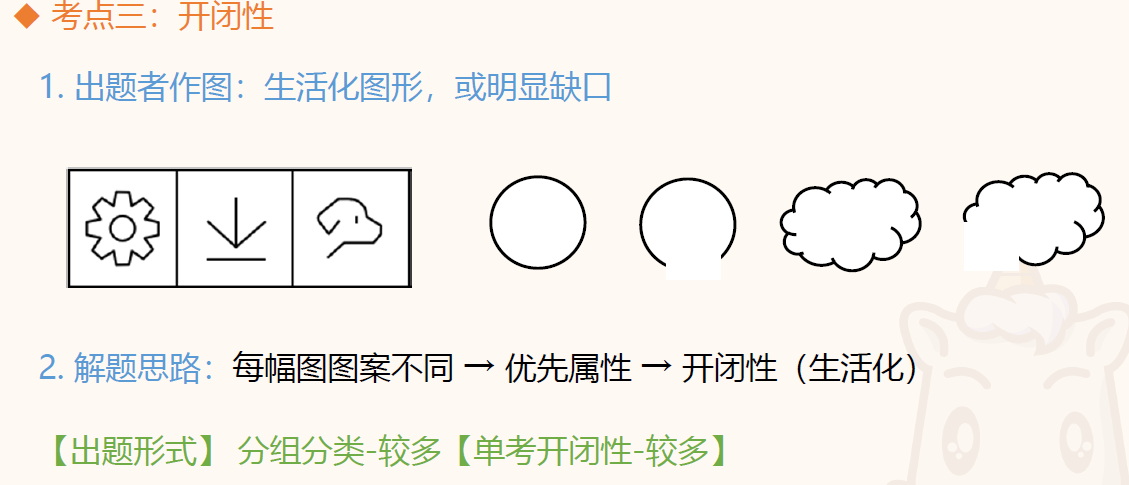 ◆ 考点三：开闭性
1. 出题者作图：生活化图形，或明显缺口
2. 解题思路：每幅图图案不同 → 优先属性 → 开闭性（生活化）
【出题形式】 分组分类-较多【单考开闭性-较多】